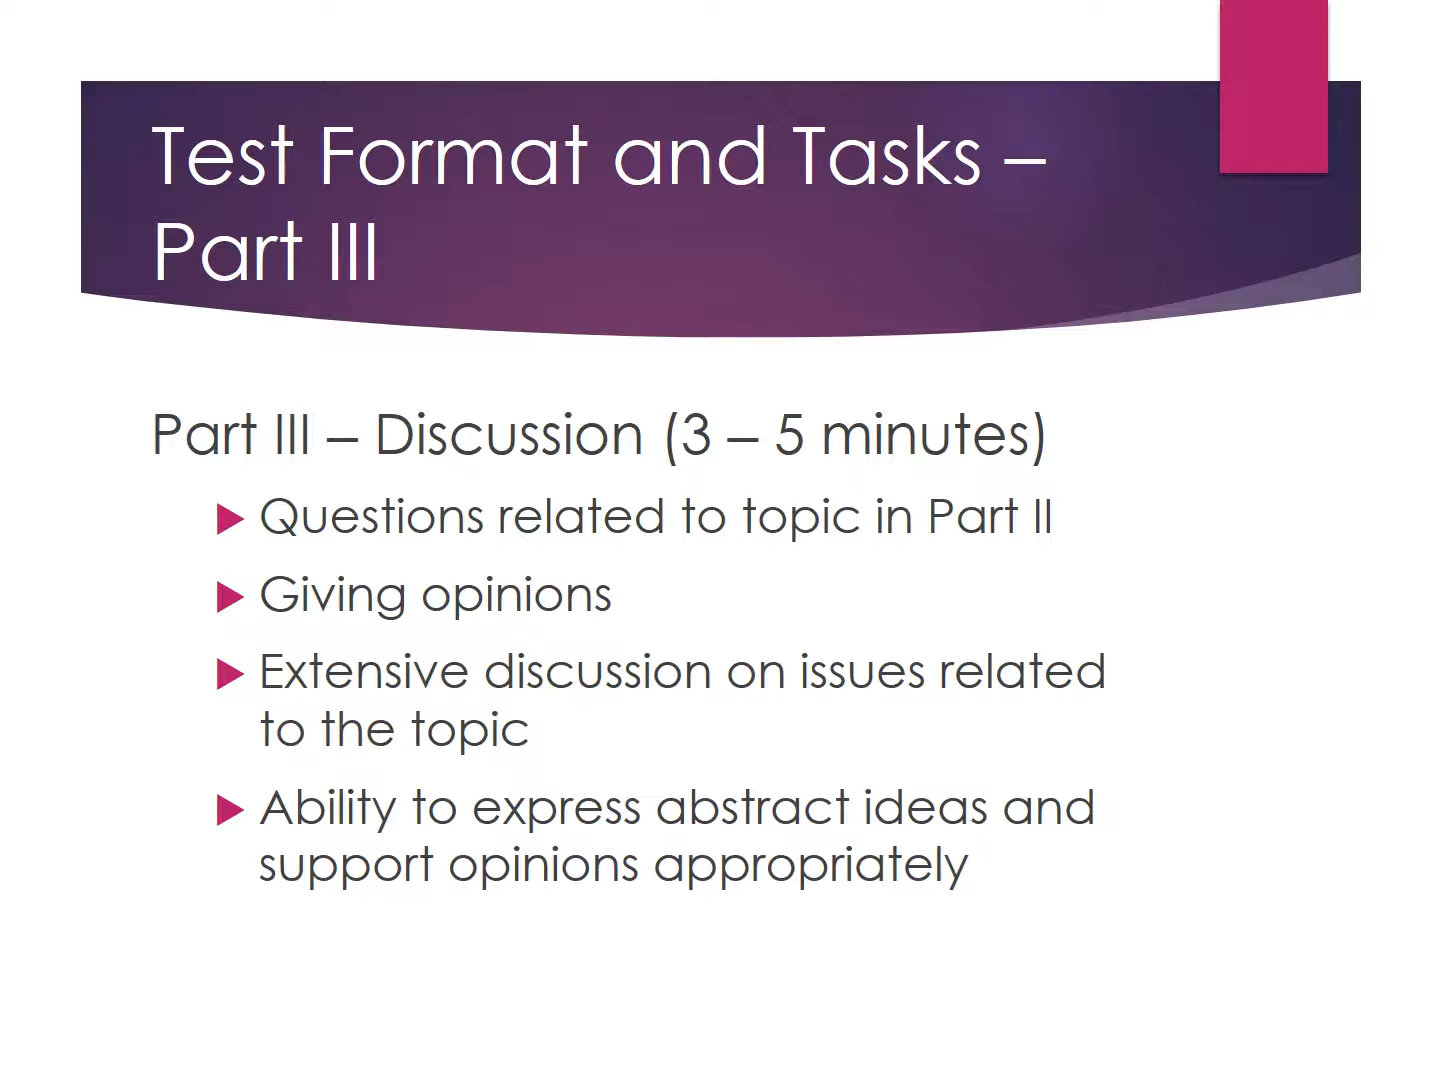 Test Format and Tasks –
Part III
Part III – Discussion (3 – 5 minutes)
Questions related to topic in Part II
Giving opinions
Extensive discussion on issues related
to the topic
Ability to express abstract ideas and
support opinions appropriately